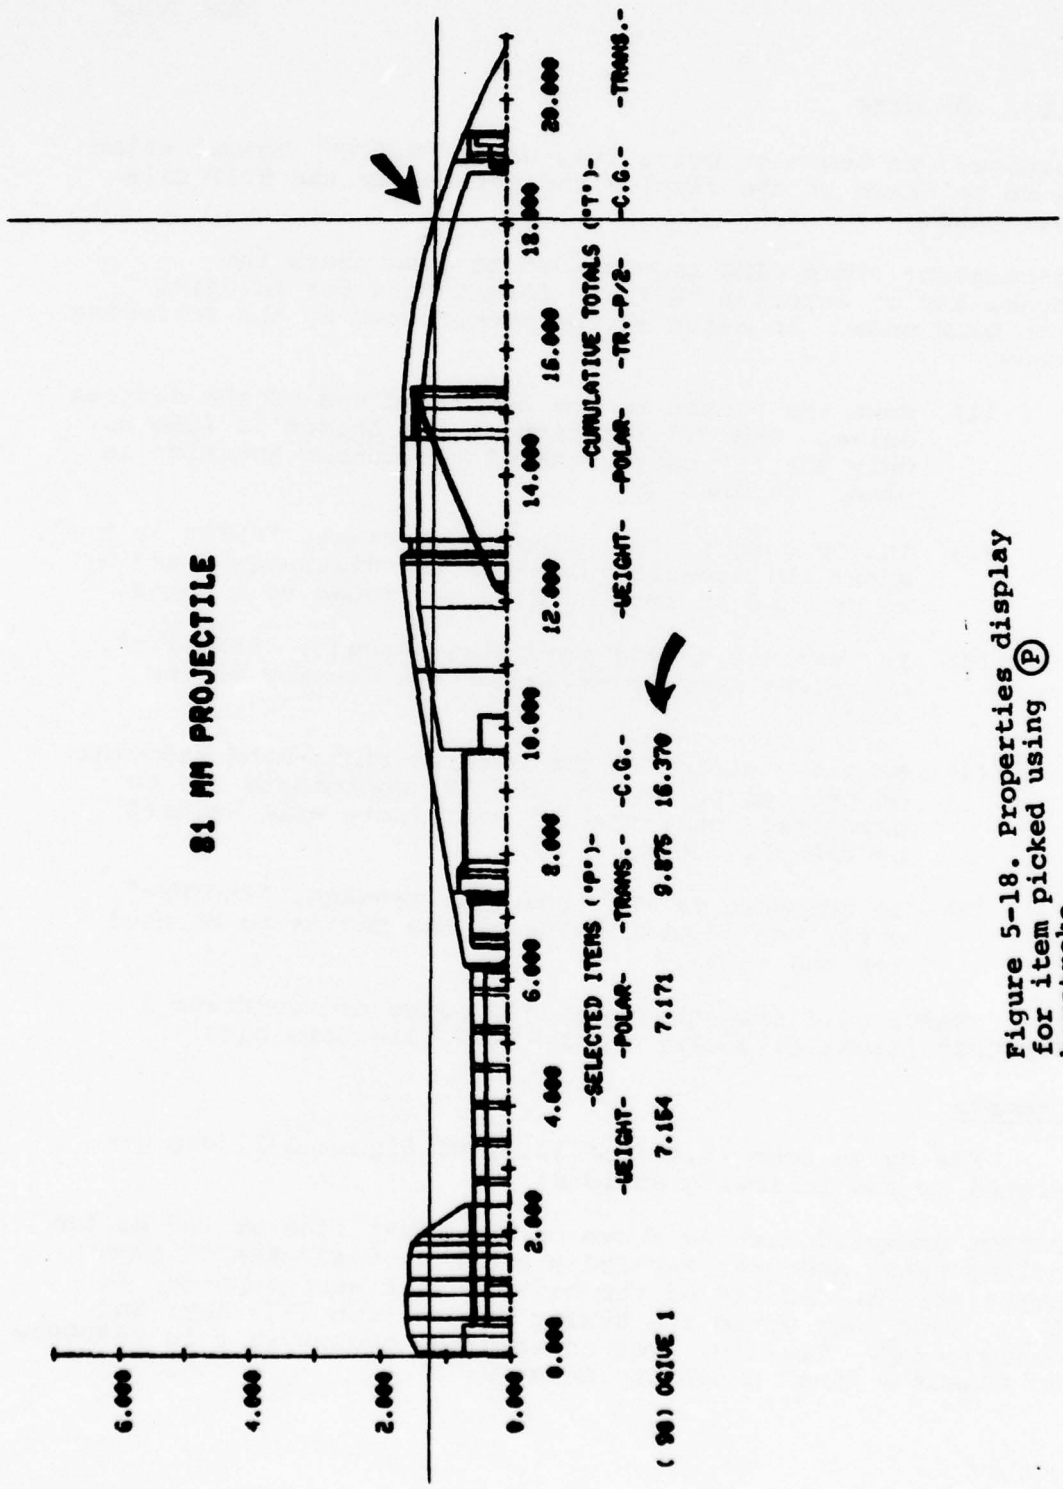 81 MM PROJECTILE
6.000
4.000
2.000
0.000
0.000 2.000 4.000 6.000 8.000 10.000 12.000 14.000 16.000 18.000 20.000
-SELECTED ITEMS ("P")- -CUMULATIVE TOTALS ("T")-
-WEIGHT- -POLAR- -TRANS.- -C.G.- -WEIGHT- -POLAR- -TR.-P/2- -C.G.- -TRANS.-
( 90) OGIVE 1 7.154 7.171 9.875 16.370
Figure 5-18. Properties display
for item picked using P